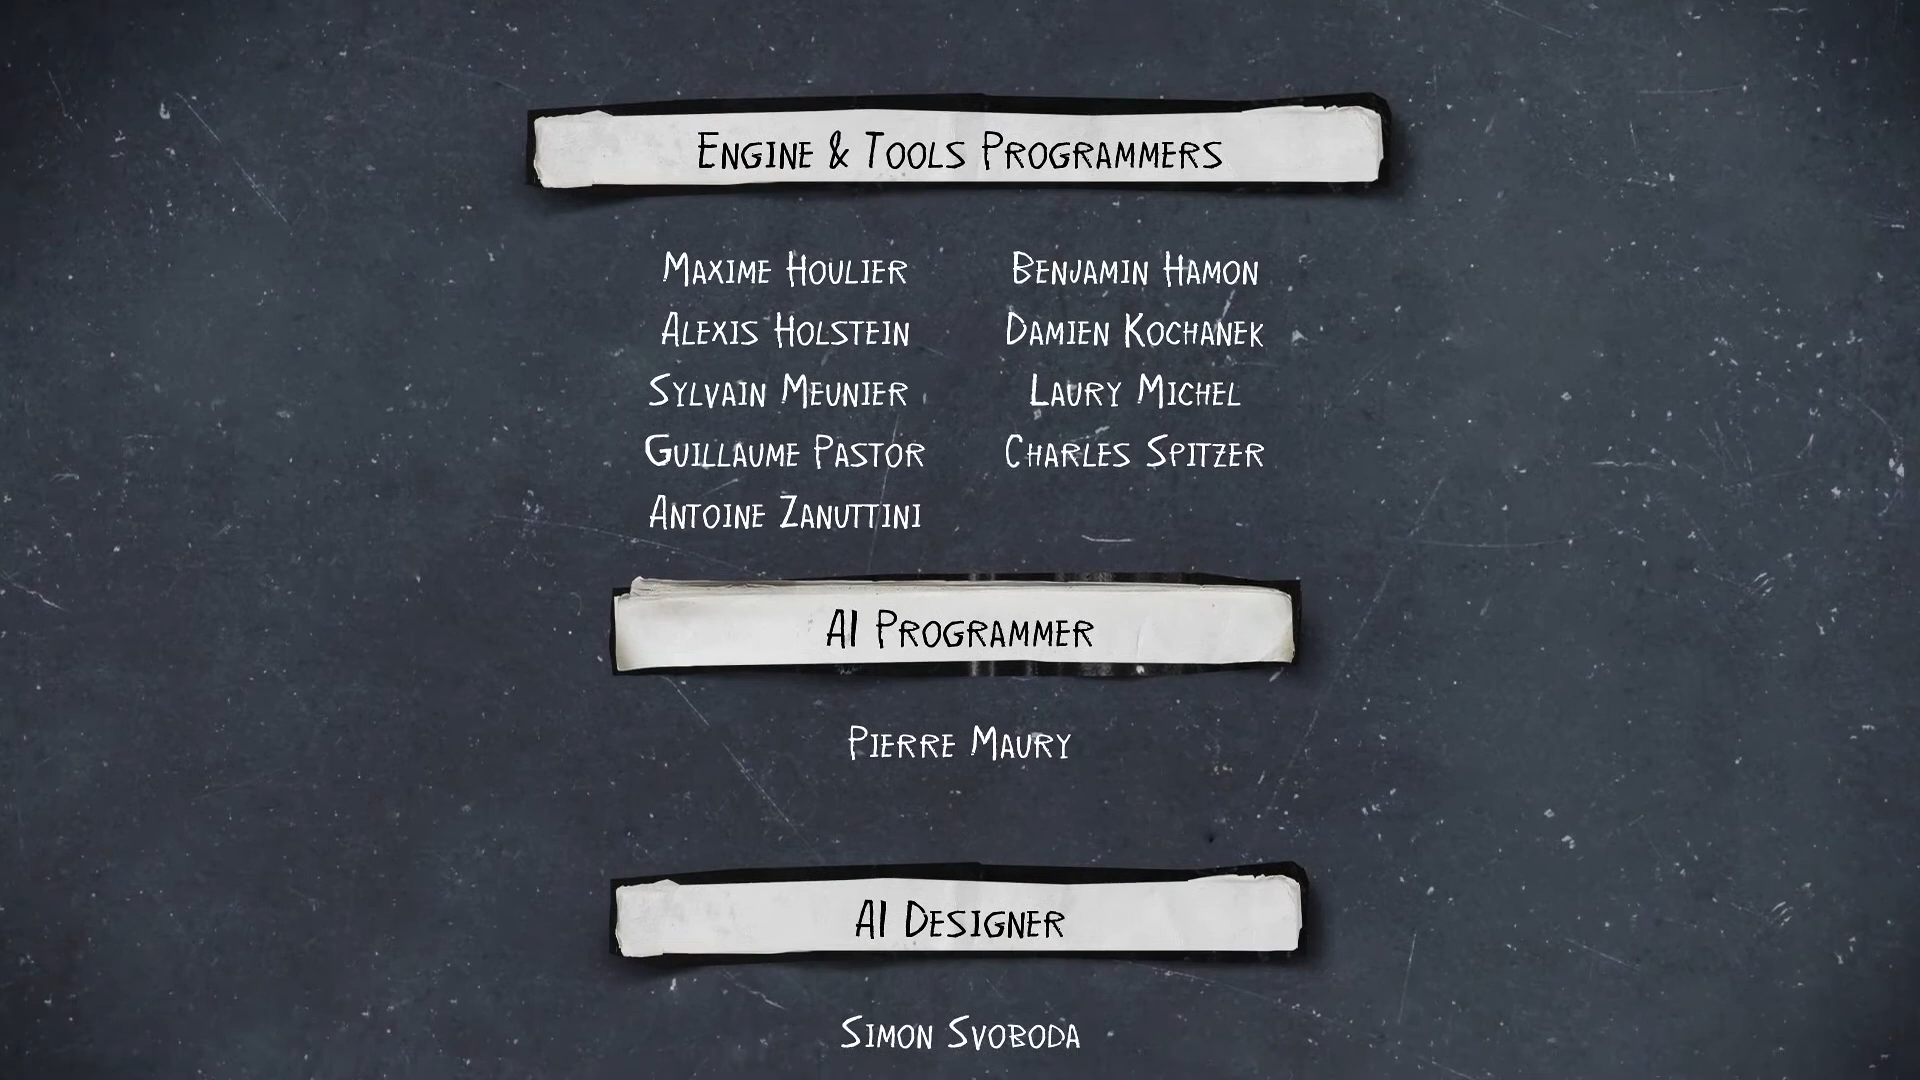 Engine & Tools Programmers
Maxime Houlier Benjamin Hamon
Alexis Holstein Damien Kochanek
Sylvain Meunier Laury Michel
Guillaume Pastor Charles Spitzer
Antoine Zanuttini
AI Programmer
Pierre Maury
AI Designer
Simon Svoboda